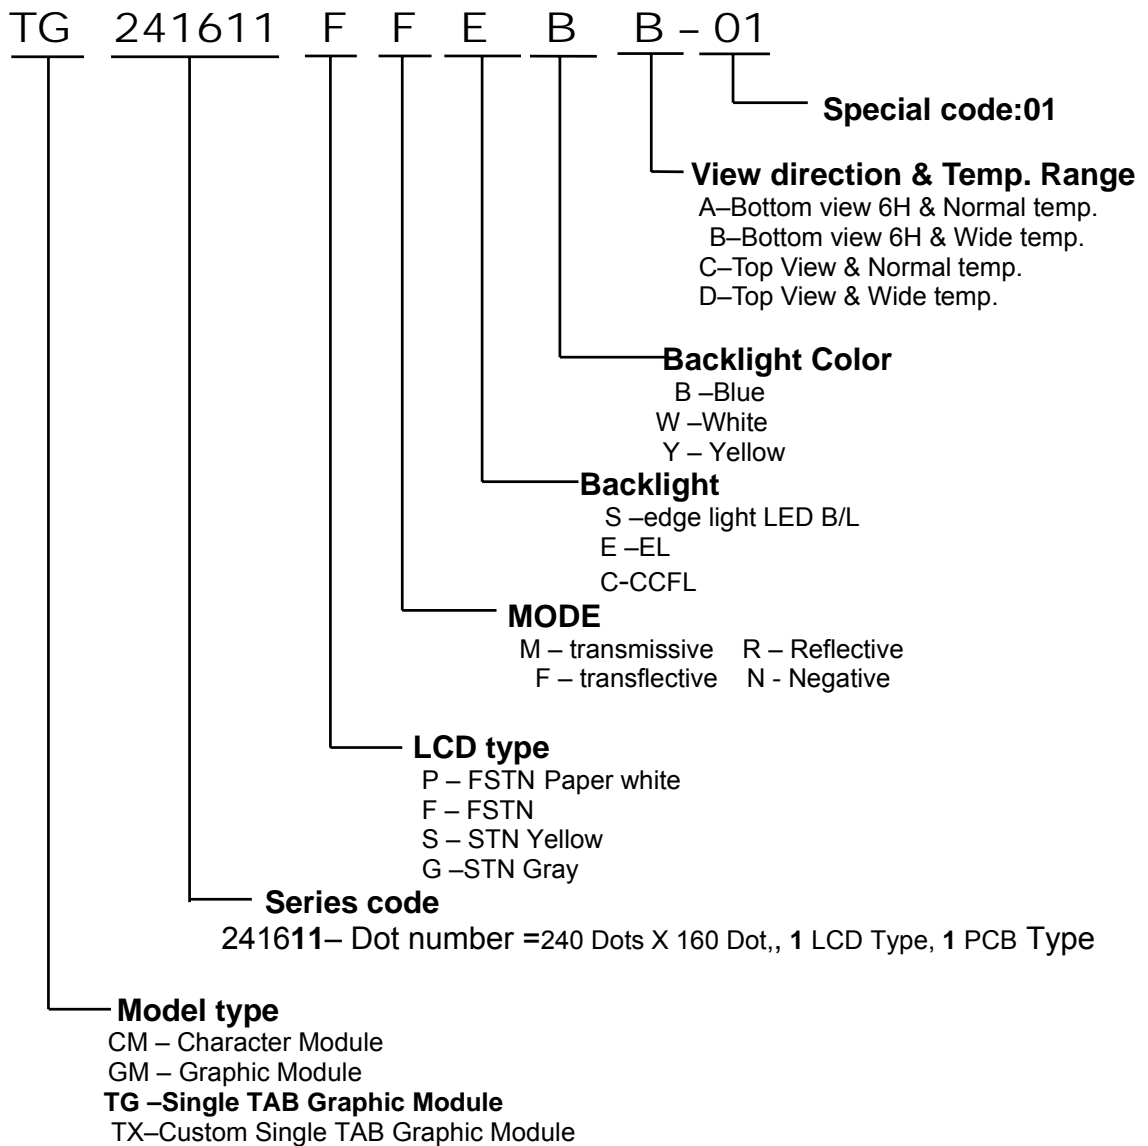 TG 241611 F F E B B – 01
Special code:01
View direction & Temp. Range
A–Bottom view 6H & Normal temp.
B–Bottom view 6H & Wide temp.
C–Top View & Normal temp.
D–Top View & Wide temp.
Backlight Color
B –Blue
W –White
Y – Yellow
Backlight
S –edge light LED B/L
E –EL
C-CCFL
MODE
M – transmissive R – Reflective
F – transflective N - Negative
LCD type
P – FSTN Paper white
F – FSTN
S – STN Yellow
G –STN Gray
Series code
241611– Dot number =240 Dots X 160 Dot,, 1 LCD Type, 1 PCB Type
Model type
CM – Character Module
GM – Graphic Module
TG –Single TAB Graphic Module
TX–Custom Single TAB Graphic Module